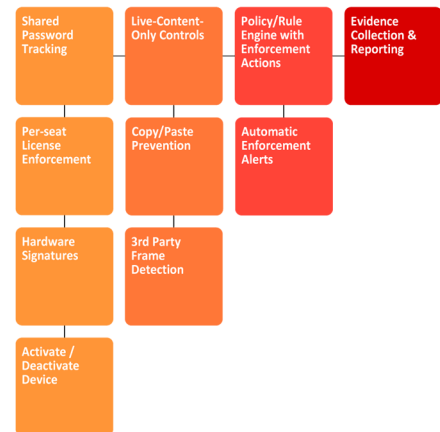 Shared
Password
Tracking
Live-Content-
Only Controls
Policy/Rule
Engine with
Enforcement
Actions
Evidence
Collection &
Reporting
Per-seat
License
Enforcement
Copy/Paste
Prevention
Automatic
Enforcement
Alerts
Hardware
Signatures
3rd Party
Frame
Detection
Activate /
Deactivate
Device